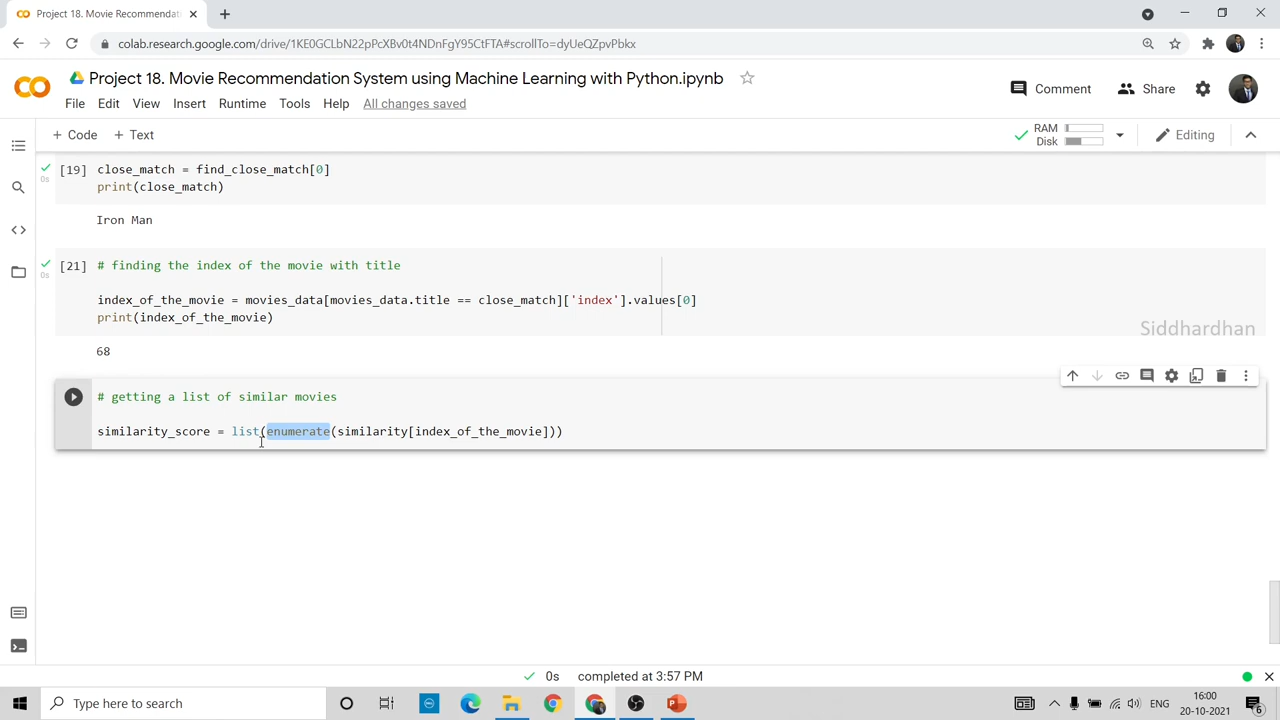 Project 18. Movie Recommendat
colab.research.google.com/drive/1KE0GCLbN22pPcXBv0t4NDnFgY95CtFTA#scrollTo=dyUeQZpvPbkx
CO
Project 18. Movie Recommendation System using Machine Learning with Python.ipynb
Comment
Share
File Edit View Insert Runtime Tools Help All changes saved
+ Code + Text
RAM
Disk
Editing
[19] close_match = find_close_match[0]
0s
print(close_match)
Iron Man
[21] # finding the index of the movie with title
0s
index_of_the_movie = movies_data[movies_data.title == close_match]['index'].values[0]
print(index_of_the_movie)
Siddhardhan
68
# getting a list of similar movies
similarity_score = list(enumerate(similarity[index_of_the_movie]))
0s completed at 3:57 PM
Type here to search
ENG
16:00
20-10-2021
6